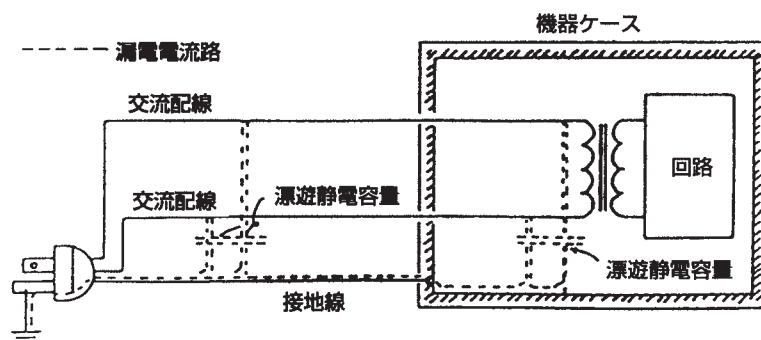 機器ケース
漏電電流路
交流配線
交流配線
漂遊静電容量
回路
漂遊静電容量
接地線